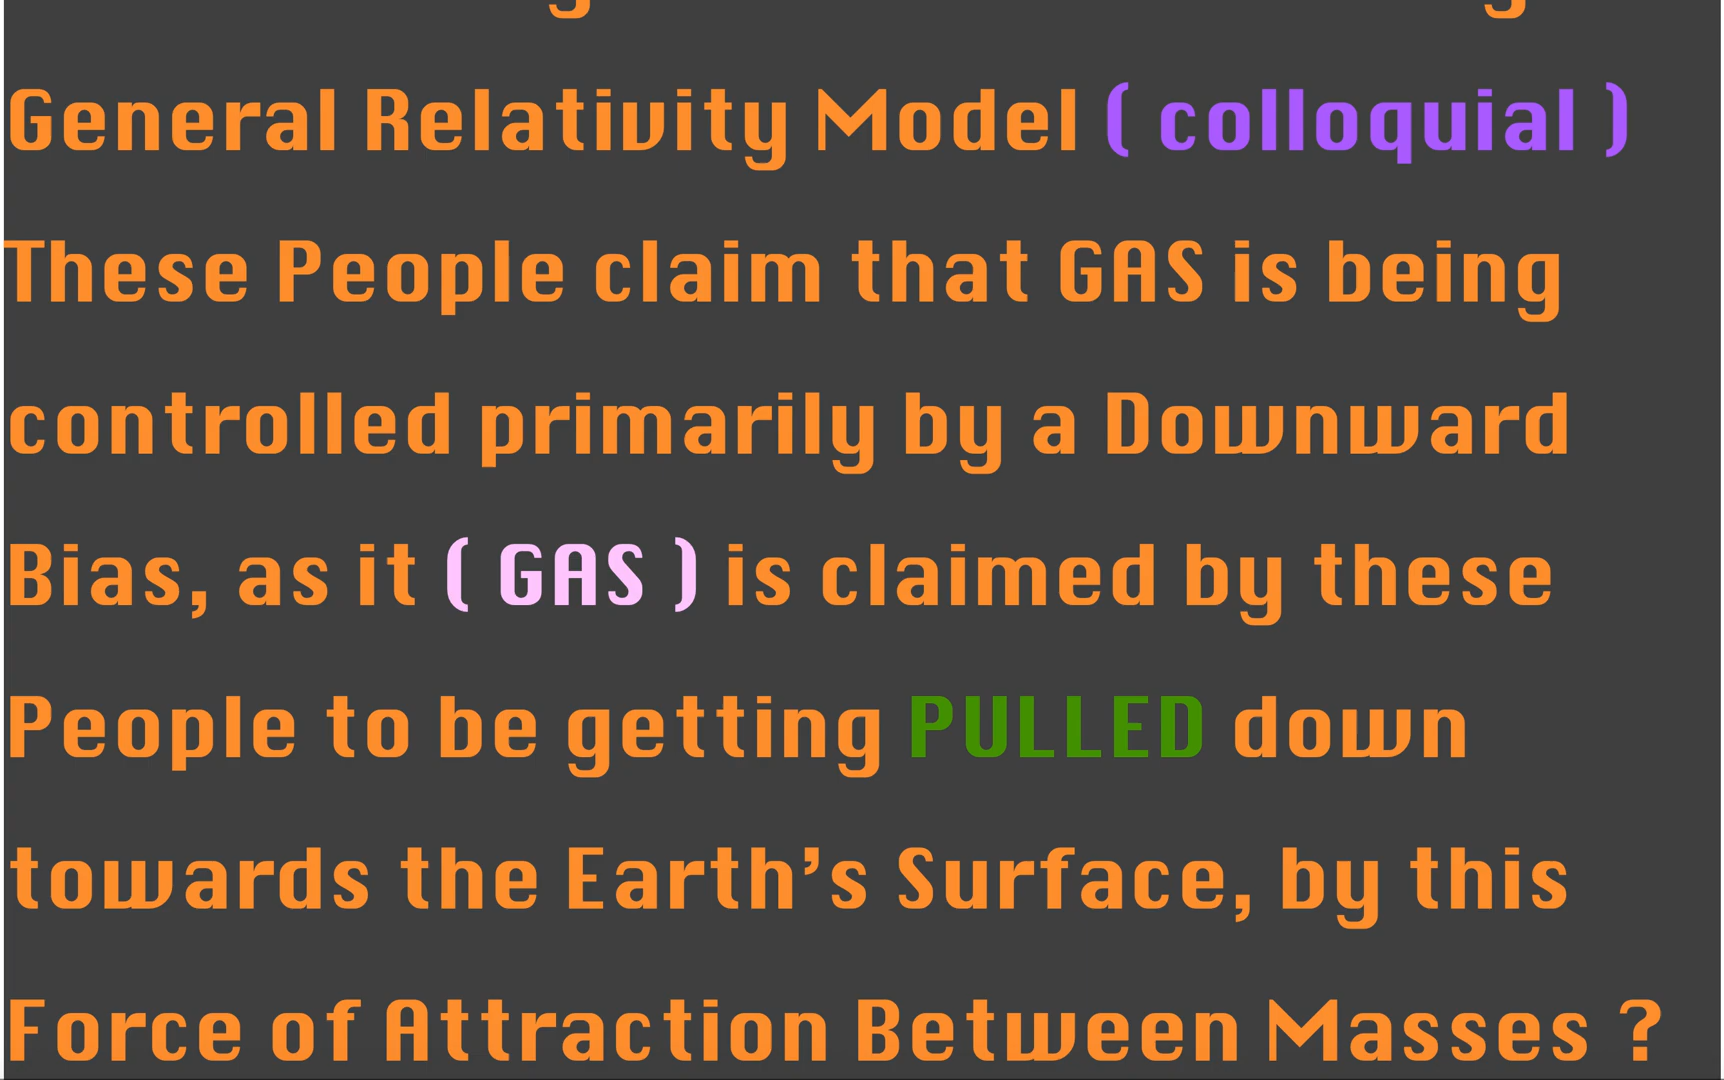 General Relativity Model ( colloquial )
These People claim that GAS is being
controlled primarily by a Downward
Bias, as it ( GAS ) is claimed by these
People to be getting PULLED down
towards the Earth's Surface, by this
Force of Attraction Between Masses ?